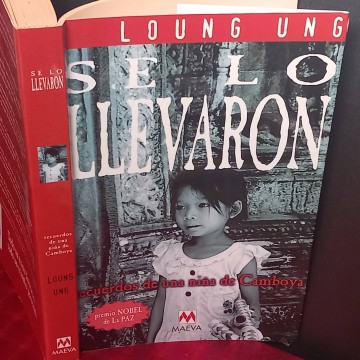 LOUNG UNG
SE LO
LLEVARON
recuerdos de una niña de Camboya
premio NOBEL
de La PAZ
MAEVA
SE LO
LLEVARON
recuerdos
de una niña de
Camboya
LOUNG
UNG
MAEVA